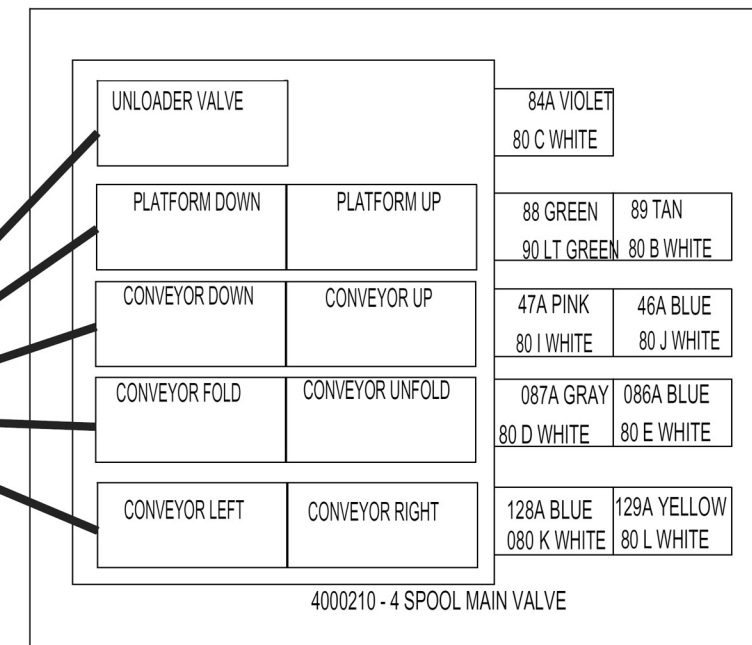 UNLOADER VALVE
84A VIOLET
80 C WHITE
PLATFORM DOWN
PLATFORM UP
88 GREEN
89 TAN
90 LT GREEN
80 B WHITE
CONVEYOR DOWN
CONVEYOR UP
47A PINK
46A BLUE
80 I WHITE
80 J WHITE
CONVEYOR FOLD
CONVEYOR UNFOLD
087A GRAY
086A BLUE
80 D WHITE
80 E WHITE
CONVEYOR LEFT
CONVEYOR RIGHT
128A BLUE
129A YELLOW
080 K WHITE
80 L WHITE
4000210 - 4 SPOOL MAIN VALVE